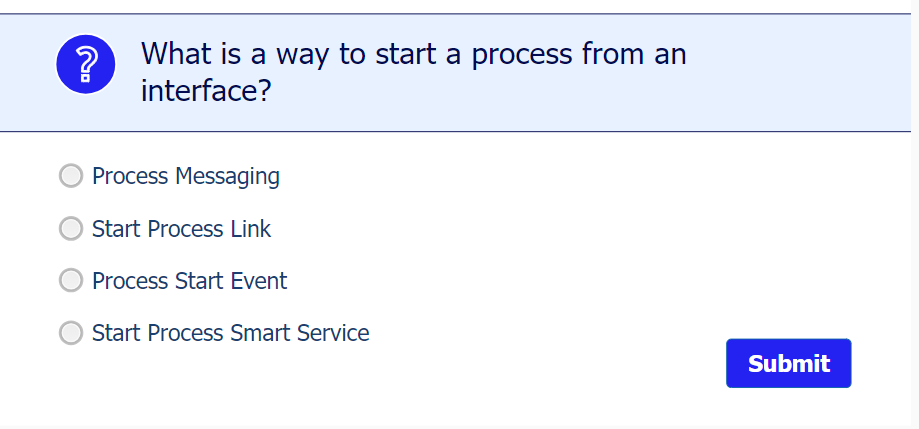 ?
What is a way to start a process from an
interface?
Process Messaging
Start Process Link
Process Start Event
Start Process Smart Service
Submit